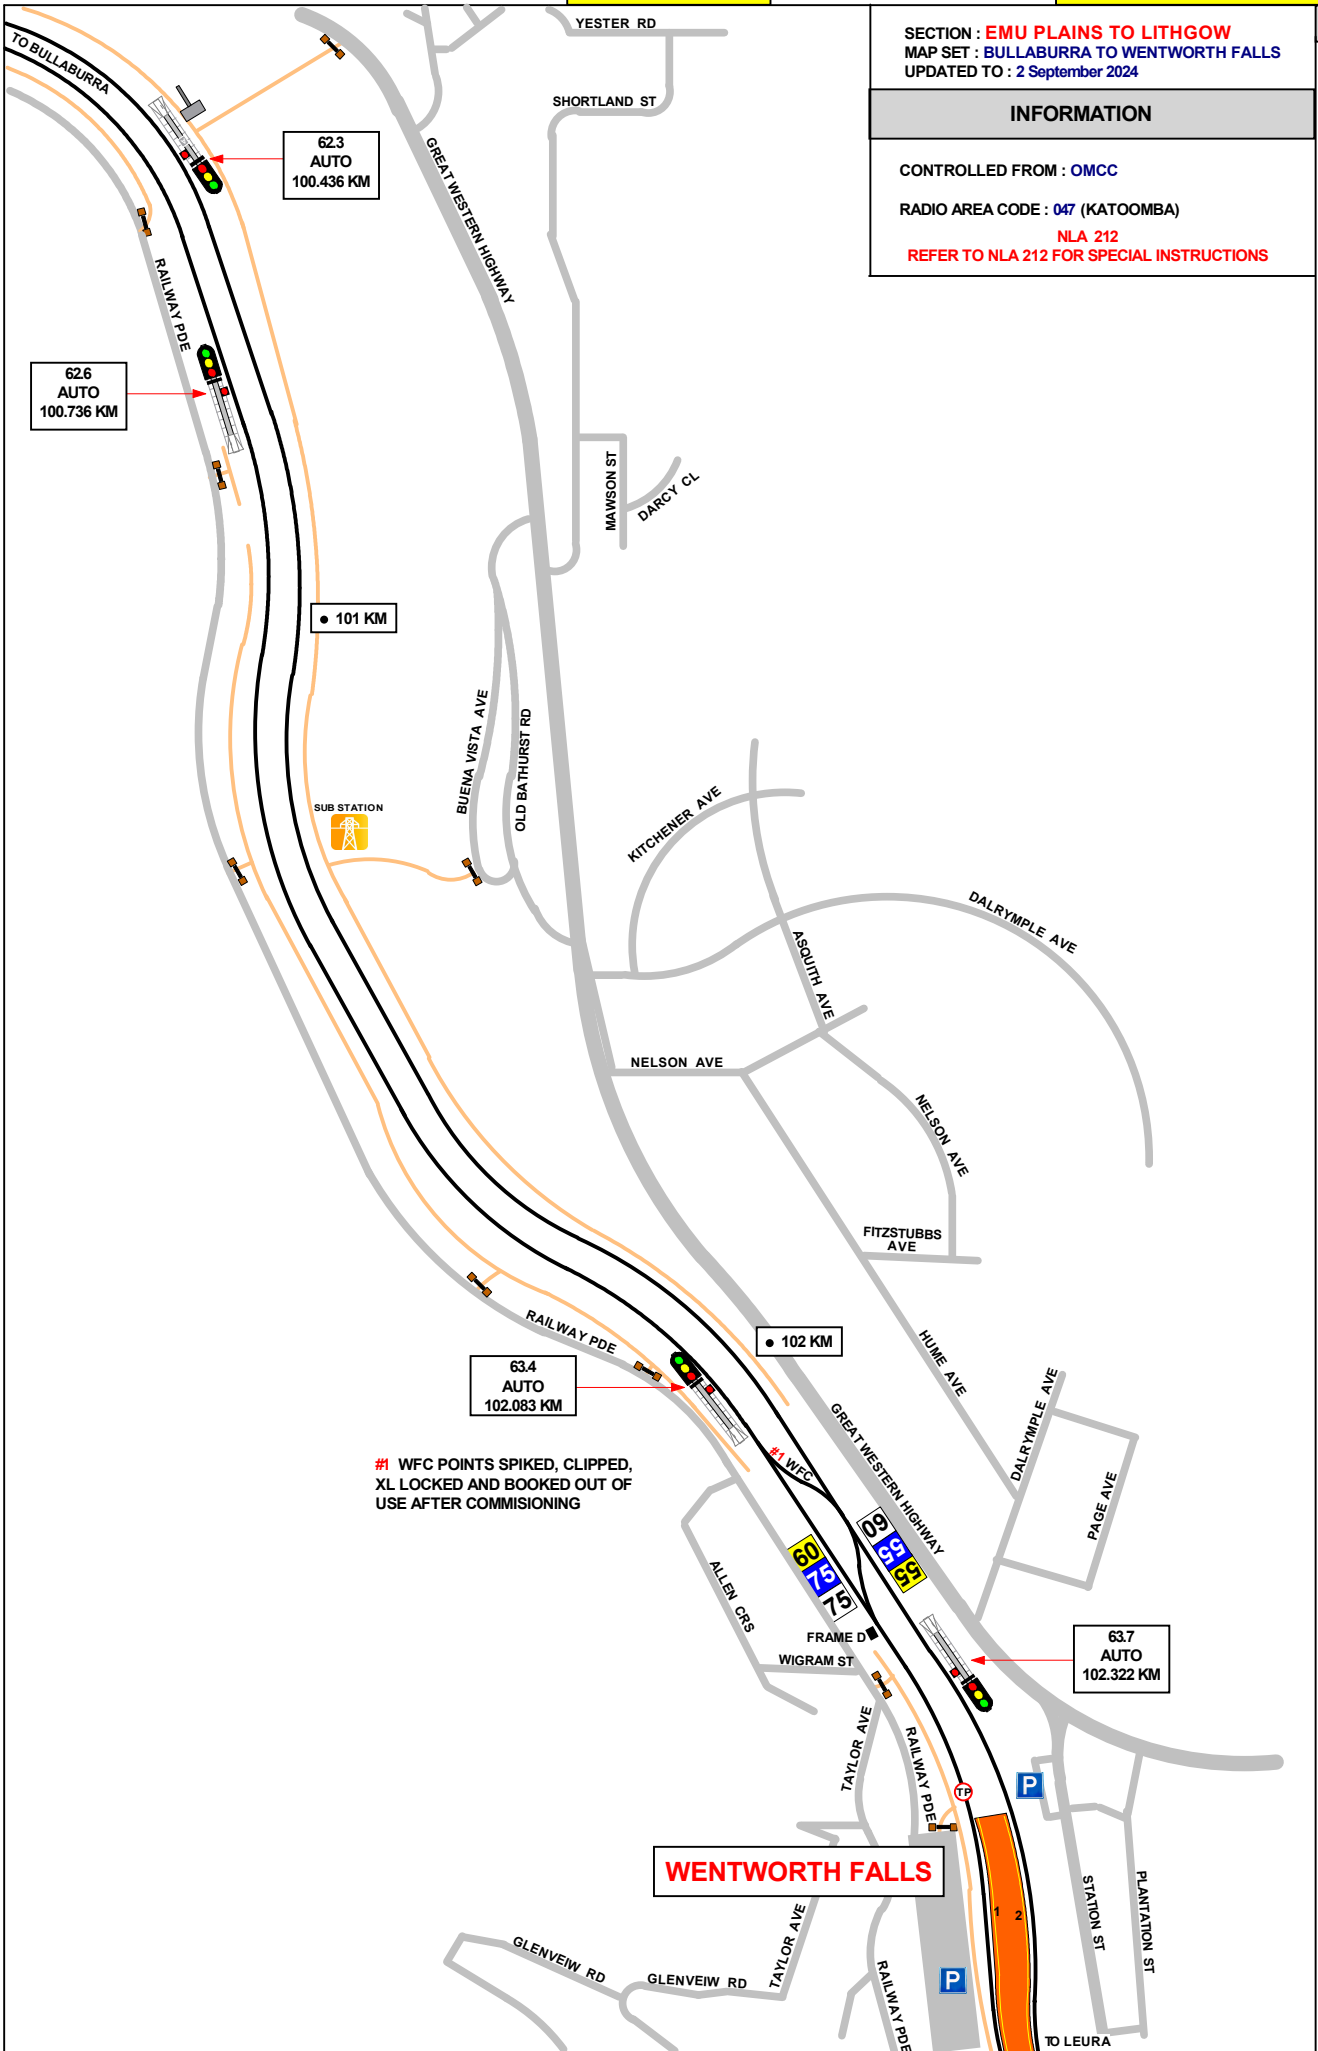 SECTION : EMU PLAINS TO LITHGOW
MAP SET : BULLABURRA TO WENTWORTH FALLS
UPDATED TO : 2 September 2024
INFORMATION
CONTROLLED FROM : OMCC
RADIO AREA CODE : 047 (KATOOMBA)
NLA 212
REFER TO NLA 212 FOR SPECIAL INSTRUCTIONS
TO BULLABURRA
YESTER RD
SHORTLAND ST
62.3
AUTO
100.436 KM
GREAT WESTERN HIGHWAY
RAILWAY PDE
62.6
AUTO
100.736 KM
MAWSON ST
DARCY CL
101 KM
BUENA VISTA AVE
OLD BATHURST RD
SUB STATION
KITCHENER AVE
DALRYMPLE AVE
ASQUITH AVE
NELSON AVE
NELSON AVE
FITZSTUBBS
AVE
HUME AVE
RAILWAY PDE
102 KM
63.4
AUTO
102.083 KM
GREAT WESTERN HIGHWAY
DALRYMPLE AVE
PAGE AVE
#1 WFC
#1 WFC POINTS SPIKED, CLIPPED,
XL LOCKED AND BOOKED OUT OF
USE AFTER COMMISIONING
60
55
55
60
75
75
ALLEN CRS
FRAME D
WIGRAM ST
63.7
AUTO
102.322 KM
TAYLOR AVE
RAILWAY PDE
TP
P
WENTWORTH FALLS
1 2
STATION ST
PLANTATION ST
TAYLOR AVE
GLENVEIW RD
GLENVEIW RD
RAILWAY PDE
P
TO LEURA